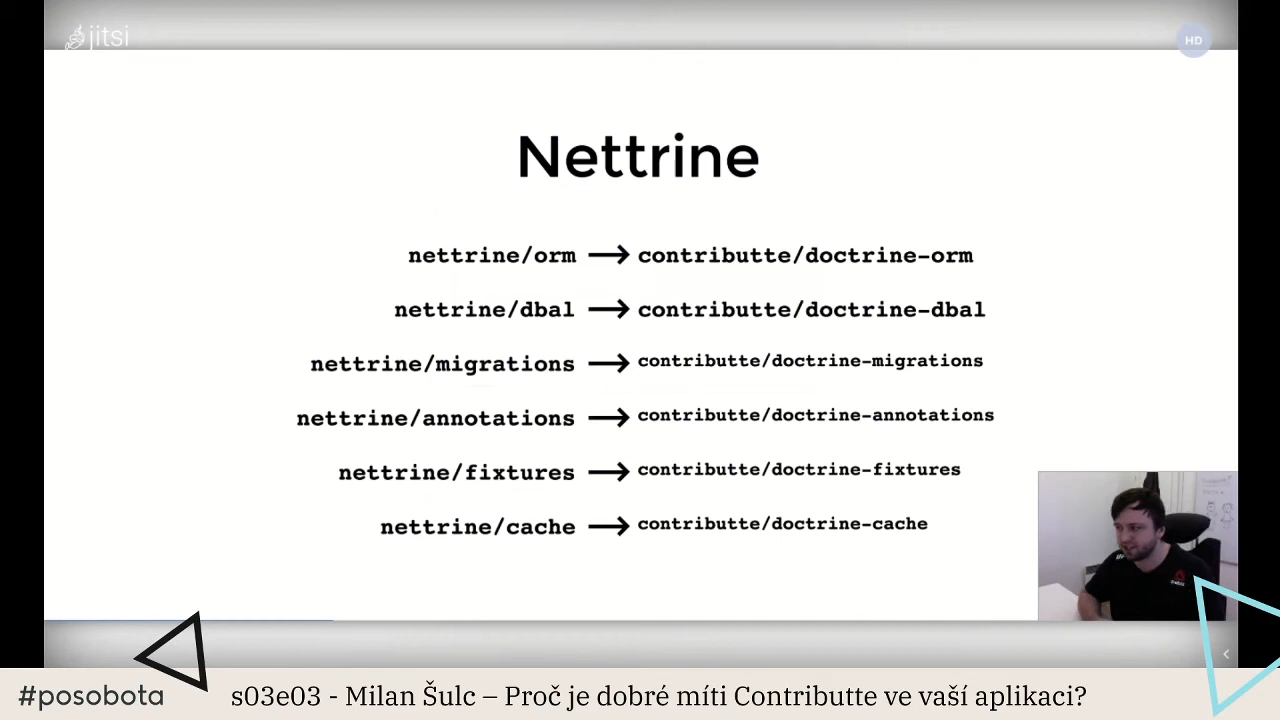 jitsi
HD
Nettrine
nettrine/orm → contributte/doctrine-orm
nettrine/dbal → contributte/doctrine-dbal
nettrine/migrations → contributte/doctrine-migrations
nettrine/annotations → contributte/doctrine-annotations
nettrine/fixtures → contributte/doctrine-fixtures
nettrine/cache → contributte/doctrine-cache
#posobota
s03e03 - Milan Šulc – Proč je dobré míti Contributte ve vaší aplikaci?